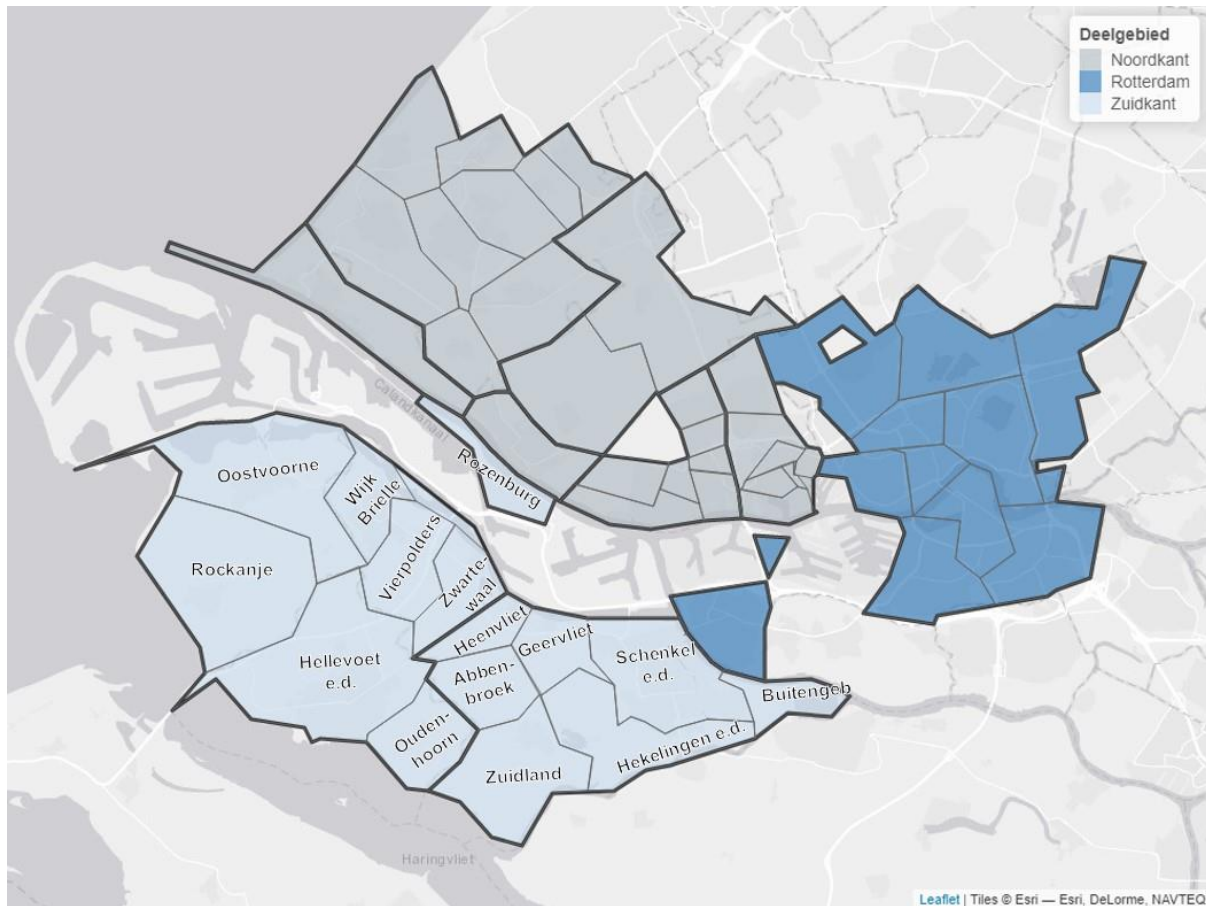 Deelgebied
Noordkant
Rotterdam
Zuidkant
Calandkanaal
Rozenburg
Oostvoorne
Wijk
Brielle
Vierpolders
Zwarte-
waal
Rockanje
Heenvliet
Geervliet
Hellevoet
e.d.
Abben-
broek
Schenkel
e.d.
Buitengeb
Ouden-
hoorn
Zuidland
Hekelingen e.d.
Haringvliet
Leaflet | Tiles © Esri — Esri, DeLorme, NAVTEQ